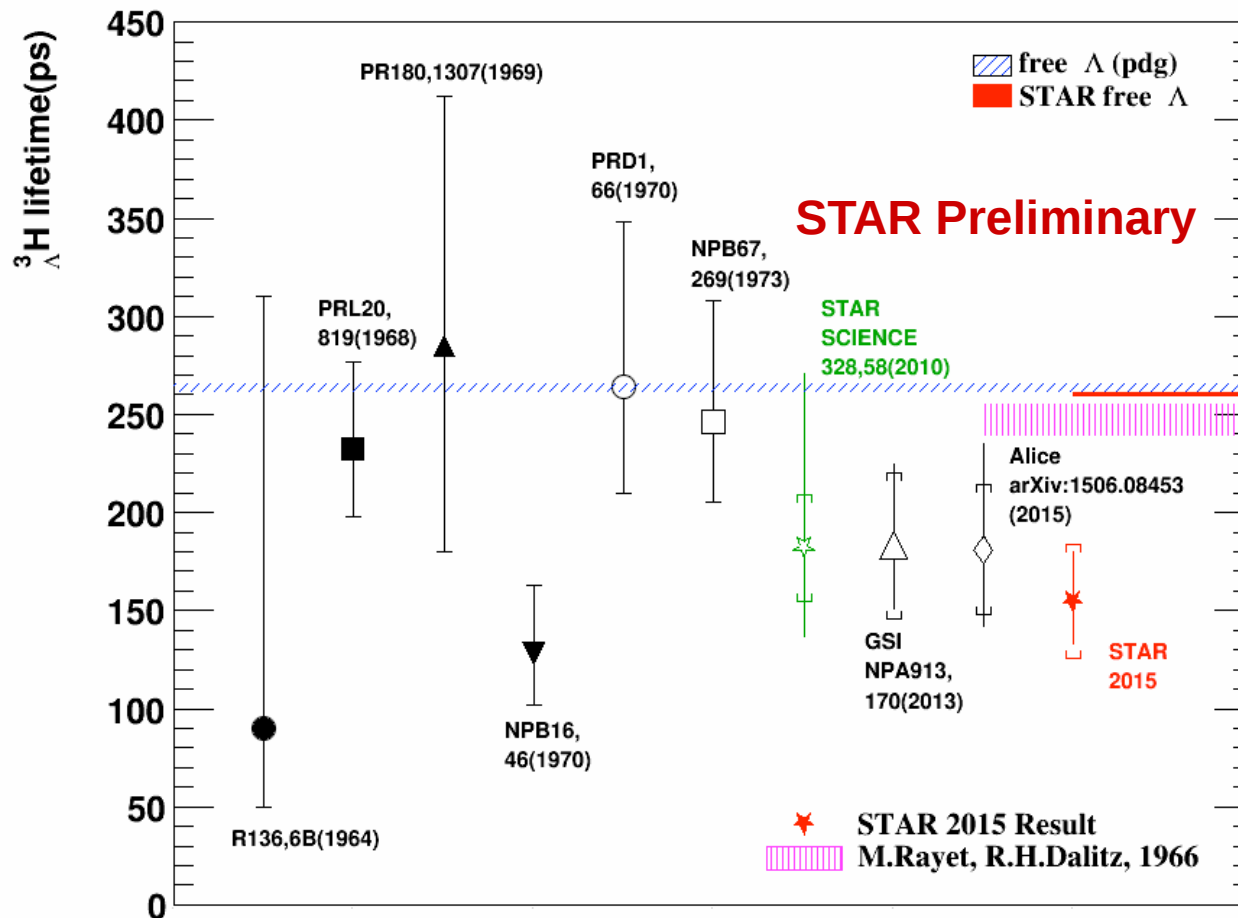 450
400
350
300
250
200
150
100
50
0
³ΛH lifetime(ps)
free Λ (pdg)
STAR free Λ
STAR Preliminary
R136,6B(1964)
PRL20,
819(1968)
PR180,1307(1969)
NPB16,
46(1970)
PRD1,
66(1970)
NPB67,
269(1973)
STAR
SCIENCE
328,58(2010)
GSI
NPA913,
170(2013)
Alice
arXiv:1506.08453
(2015)
STAR
2015
STAR 2015 Result
M.Rayet, R.H.Dalitz, 1966